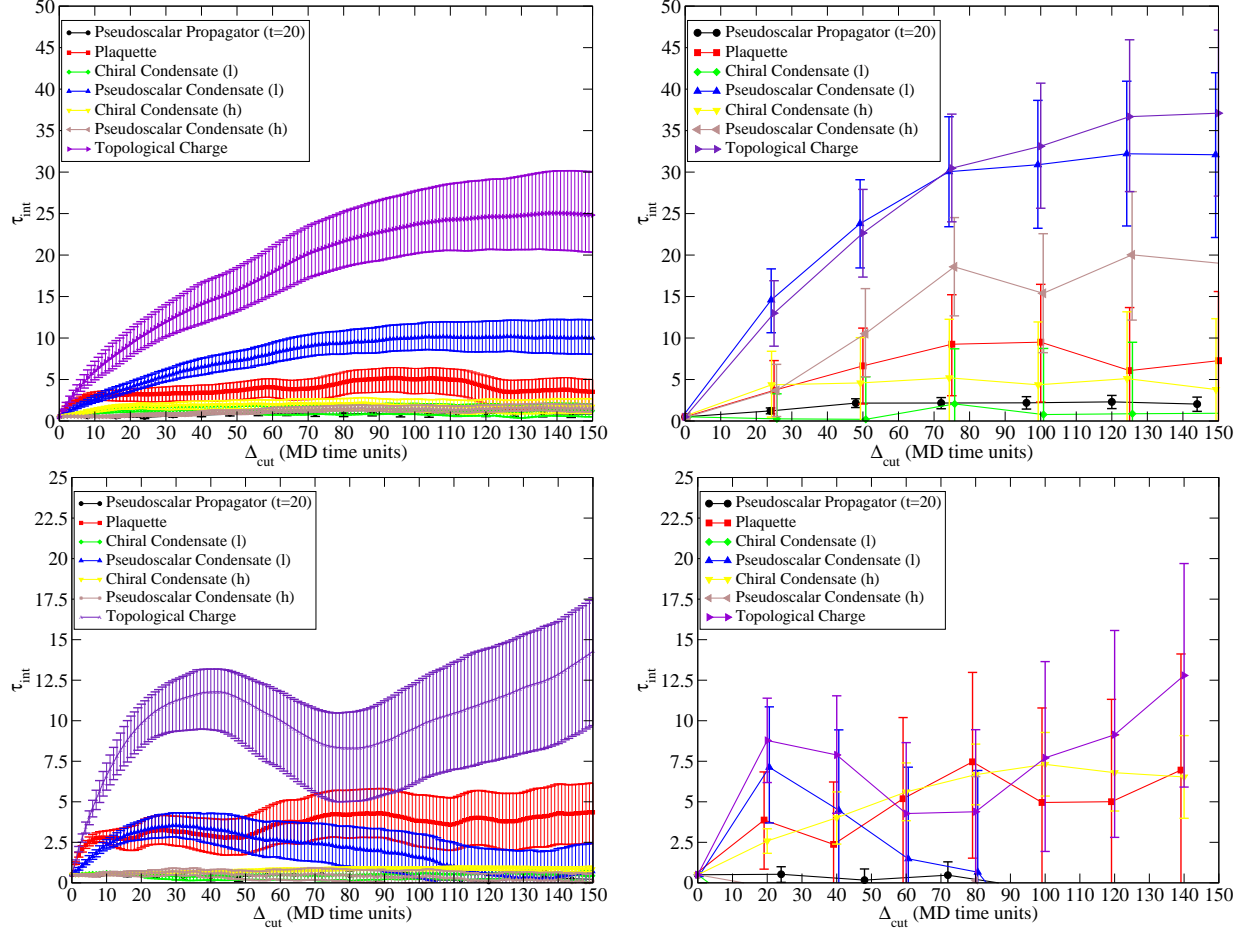 50
45
40
35
30
25
20
15
10
5
0
τint
Pseudoscalar Propagator (t=20)
Plaquette
Chiral Condensate (l)
Pseudoscalar Condensate (l)
Chiral Condensate (h)
Pseudoscalar Condensate (h)
Topological Charge
0 10 20 30 40 50 60 70 80 90 100 110 120 130 140 150
Δcut (MD time units)
50
45
40
35
30
25
20
15
10
5
0
τint
Pseudoscalar Propagator (t=20)
Plaquette
Chiral Condensate (l)
Pseudoscalar Condensate (l)
Chiral Condensate (h)
Pseudoscalar Condensate (h)
Topological Charge
0 10 20 30 40 50 60 70 80 90 100 110 120 130 140 150
Δcut (MD time units)
25
22.5
20
17.5
15
12.5
10
7.5
5
2.5
0
τint
Pseudoscalar Propagator (t=20)
Plaquette
Chiral Condensate (l)
Pseudoscalar Condensate (l)
Chiral Condensate (h)
Pseudoscalar Condensate (h)
Topological Charge
0 10 20 30 40 50 60 70 80 90 100 110 120 130 140 150
Δcut (MD time units)
25
22.5
20
17.5
15
12.5
10
7.5
5
2.5
0
τint
Pseudoscalar Propagator (t=20)
Plaquette
Chiral Condensate (l)
Pseudoscalar Condensate (l)
Chiral Condensate (h)
Pseudoscalar Condensate (h)
Topological Charge
0 10 20 30 40 50 60 70 80 90 100 110 120 130 140 150
Δcut (MD time units)